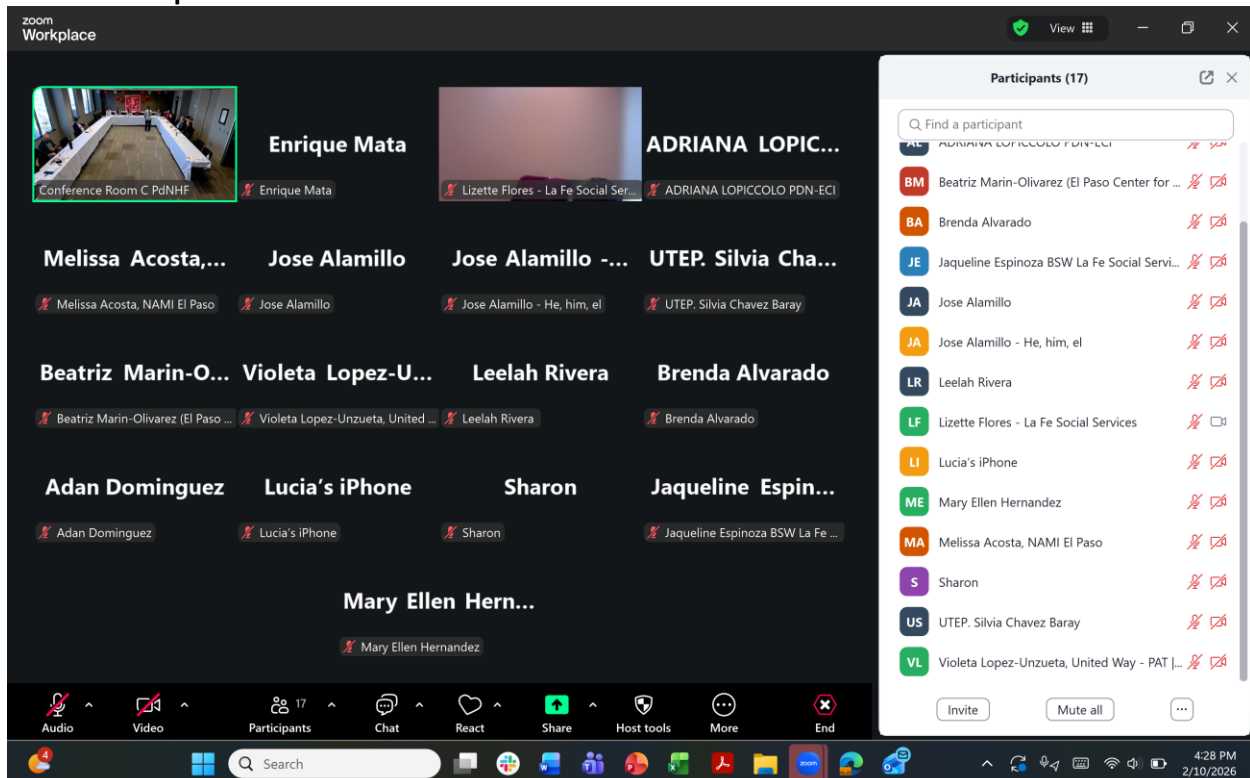 zoom
Workplace
View
Conference Room C PdNHF
Enrique Mata
Enrique Mata
Lizette Flores - La Fe Social Ser...
ADRIANA LOPIC...
ADRIANA LOPICCOLO PDN-ECI
Melissa Acosta,...
Melissa Acosta, NAMI El Paso
Jose Alamillo
Jose Alamillo
Jose Alamillo -...
Jose Alamillo - He, him, el
UTEP. Silvia Cha...
UTEP. Silvia Chavez Baray
Beatriz Marin-O...
Beatriz Marin-Olivarez (El Paso ...
Violeta Lopez-U...
Violeta Lopez-Unzueta, United ...
Leelah Rivera
Leelah Rivera
Brenda Alvarado
Brenda Alvarado
Adan Dominguez
Adan Dominguez
Lucia's iPhone
Lucia's iPhone
Sharon
Sharon
Jaqueline Espin...
Jaqueline Espinoza BSW La Fe ...
Mary Ellen Hern...
Mary Ellen Hernandez
Participants (17)
Find a participant
AL ADRIANA LOPICCOLO PDN-ECI
BM Beatriz Marin-Olivarez (El Paso Center for ...
BA Brenda Alvarado
JE Jaqueline Espinoza BSW La Fe Social Servi...
JA Jose Alamillo
JA Jose Alamillo - He, him, el
LR Leelah Rivera
LF Lizette Flores - La Fe Social Services
LI Lucia's iPhone
ME Mary Ellen Hernandez
MA Melissa Acosta, NAMI El Paso
S Sharon
US UTEP. Silvia Chavez Baray
VL Violeta Lopez-Unzueta, United Way - PAT |...
Invite Mute all ...
Audio Video Participants 17 Chat React Share Host tools More End
4 Search zoom
4:28 PM
2/10/2026